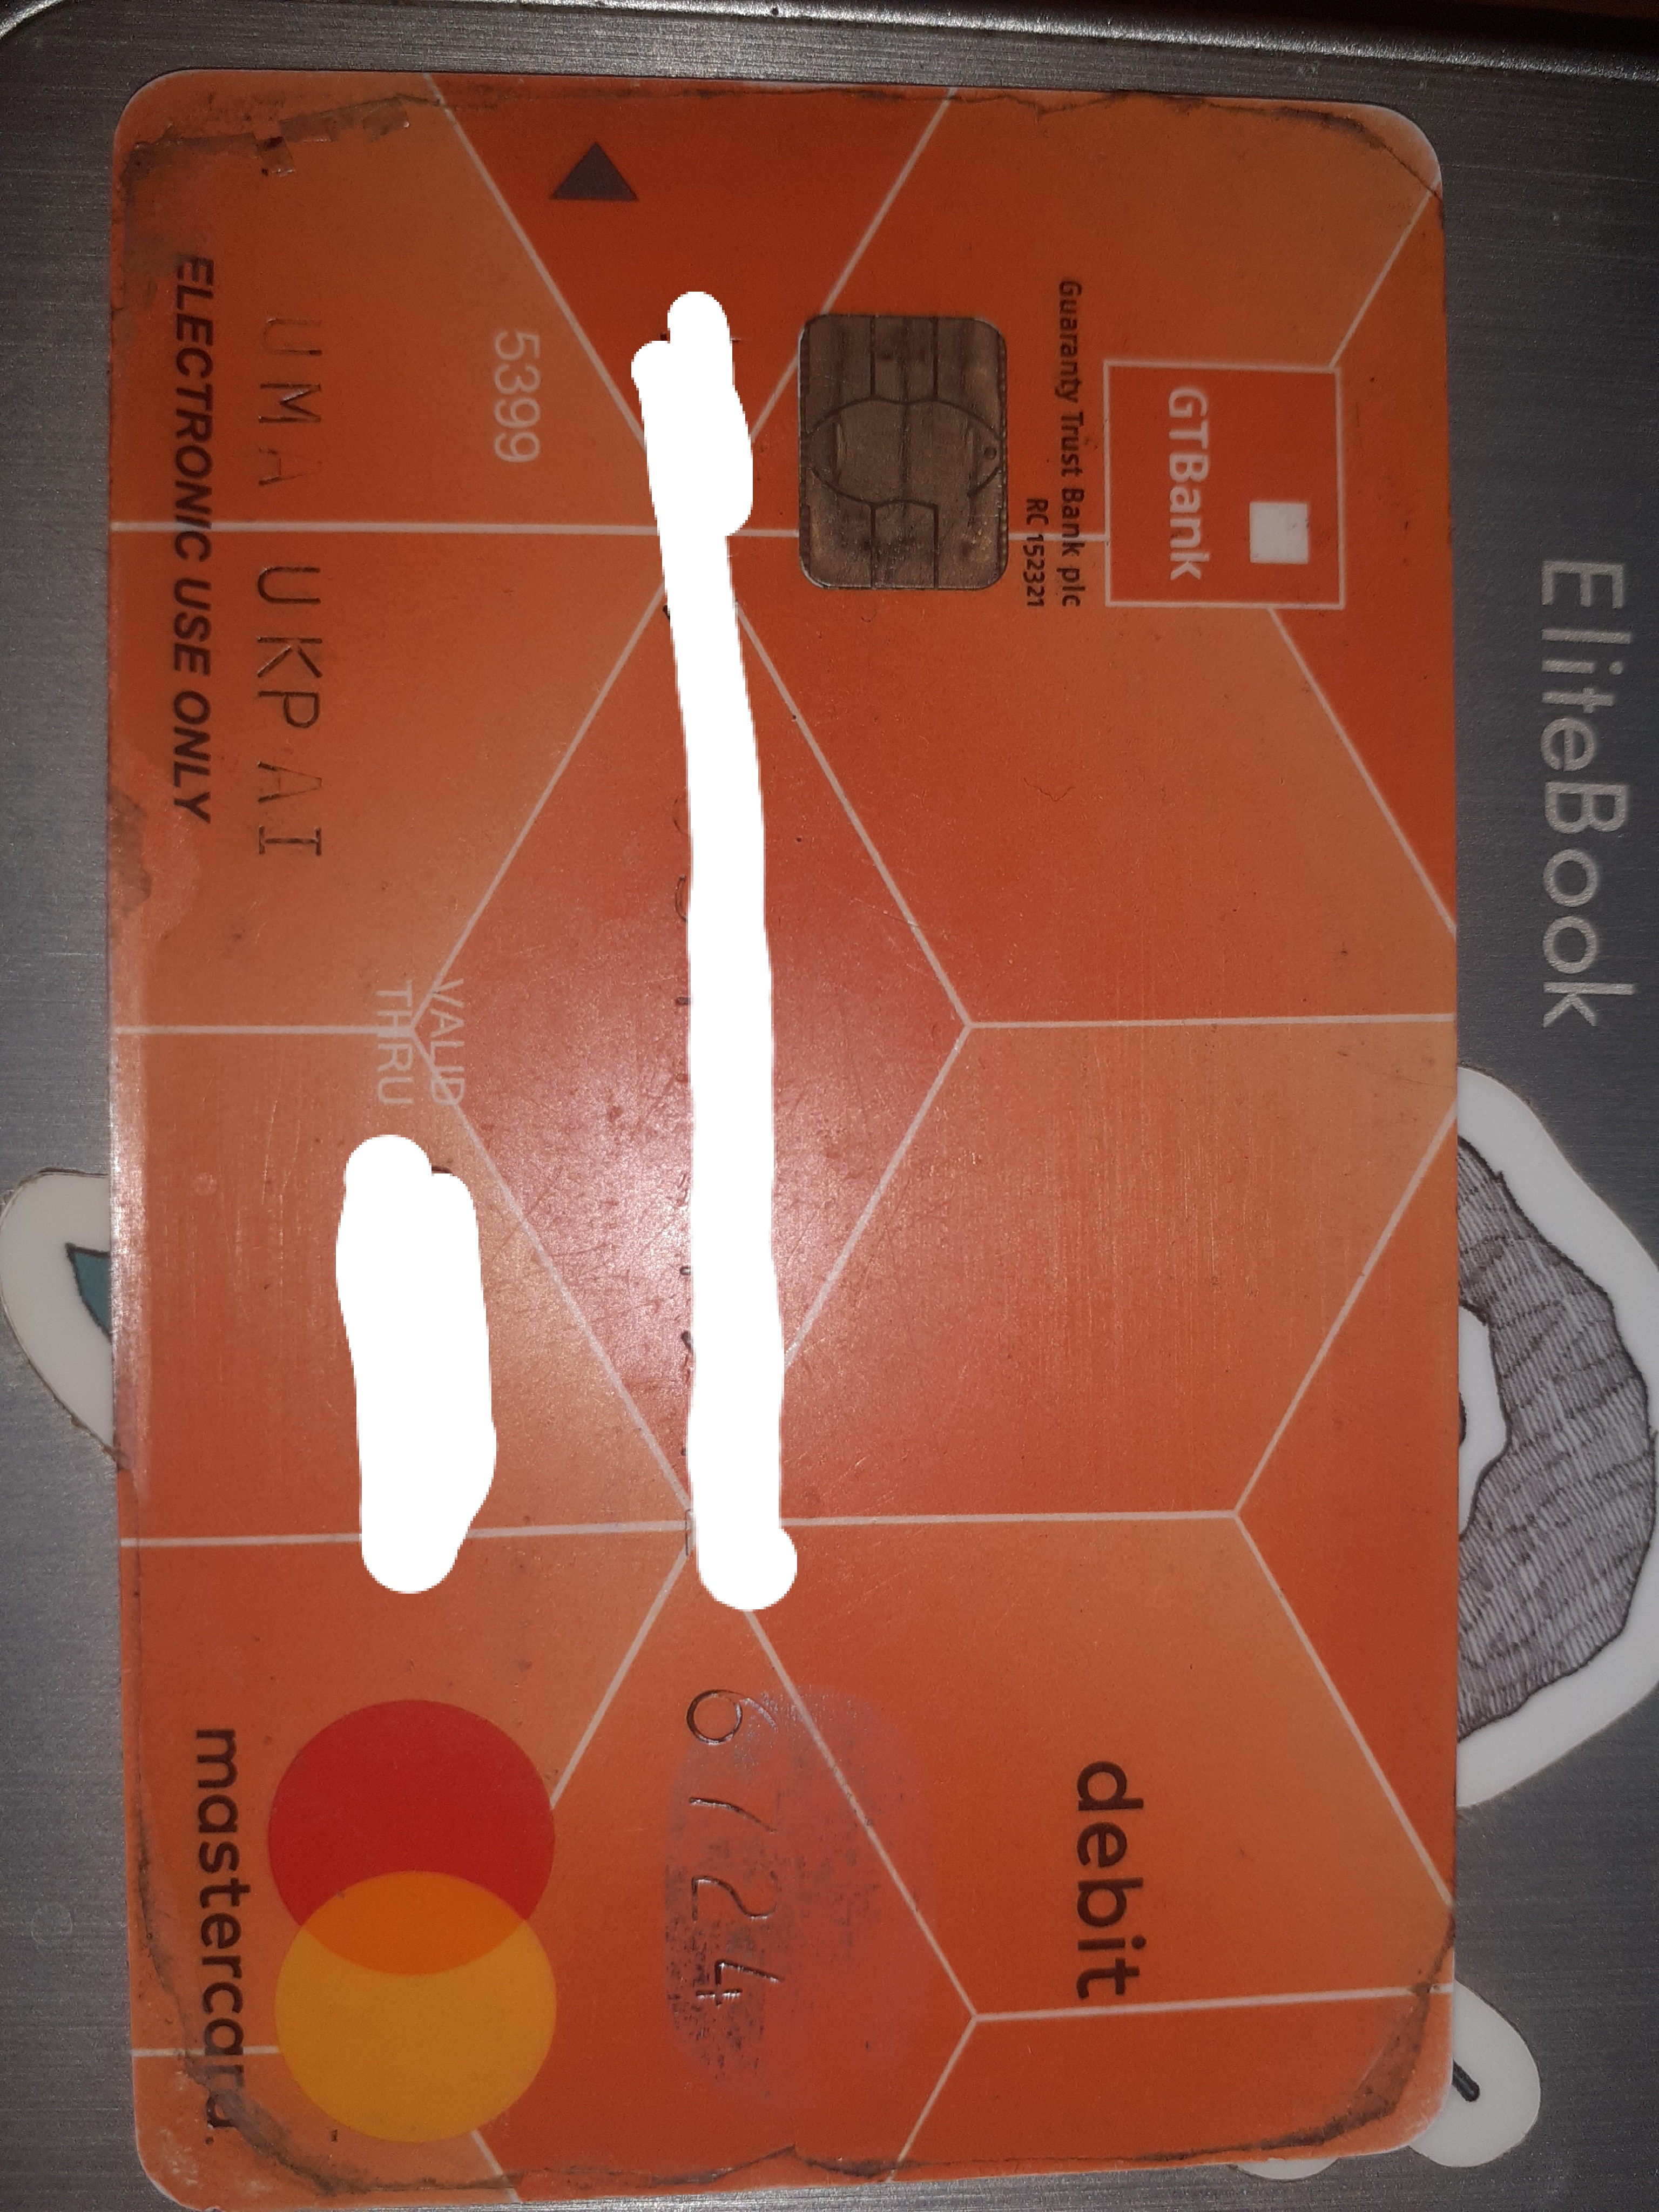 EliteBook
GTBank
Guaranty Trust Bank plc
RC 152321
debit
6724
5399
VALID
THRU
UMA UKPAI
ELECTRONIC USE ONLY
mastercard.